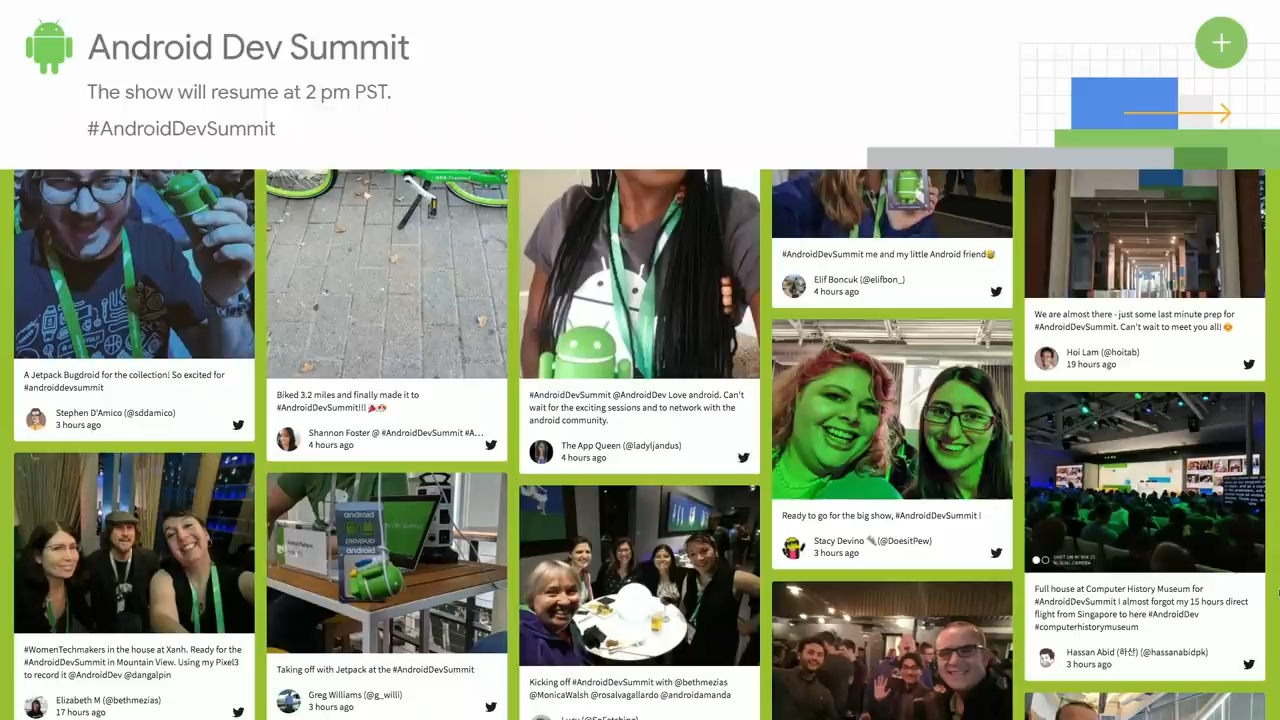 Android Dev Summit
The show will resume at 2 pm PST.
#AndroidDevSummit
A Jetpack Bugdroid for the collection! So excited for
#androiddevsummit
Stephen D'Amico (@sddamico)
3 hours ago
#WomenTechmakers in the house at Xanh. Ready for the
#AndroidDevSummit in Mountain View. Using my Pixel3
to record it @AndroidDev @dangalpin
Elizabeth M (@bethmezias)
17 hours ago
Biked 3.2 miles and finally made it to
#AndroidDevSummit!!! 🎉
Shannon Foster @ #AndroidDevSummit #A...
4 hours ago
android
android
Taking off with Jetpack at the #AndroidDevSummit
Greg Williams (@g_willi)
3 hours ago
#AndroidDevSummit @AndroidDev Love android. Can't
wait for the exciting sessions and to network with the
android community.
The App Queen (@ladyljandus)
4 hours ago
Kicking off #AndroidDevSummit with @bethmezias
@MonicaWalsh @rosalvagallardo @androidamanda
#AndroidDevSummit me and my little Android friend😅
Elif Boncuk (@elifbon_)
4 hours ago
Ready to go for the big show, #AndroidDevSummit !
Stacy Devino (@DoesitPew)
3 hours ago
We are almost there - just some last minute prep for
#AndroidDevSummit. Can't wait to meet you all! 😊
Hoi Lam (@hoitab)
19 hours ago
Full house at Computer History Museum for
#AndroidDevSummit I almost forgot my 15 hours direct
flight from Singapore to here #AndroidDev
#computerhistorymuseum
Hassan Abid (하산) (@hassanabidpk)
3 hours ago